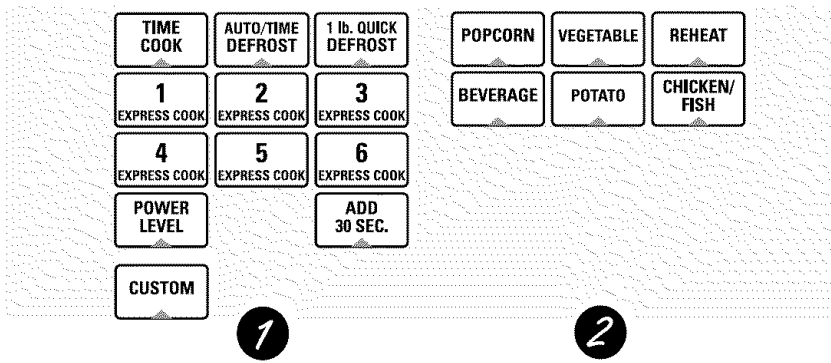 TIME
COOK
AUTO/TIME
DEFROST
1 lb. QUICK
DEFROST
1
EXPRESS COOK
2
EXPRESS COOK
3
EXPRESS COOK
4
EXPRESS COOK
5
EXPRESS COOK
6
EXPRESS COOK
POWER
LEVEL
ADD
30 SEC.
CUSTOM
1
POPCORN
VEGETABLE
REHEAT
BEVERAGE
POTATO
CHICKEN/
FISH
2